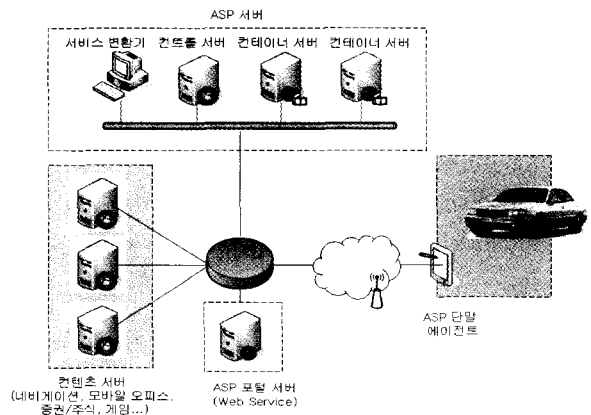 ASP 서버
서비스 변환기 컨트롤 서버 컨테이너 서버 컨테이너 서버
ASP 단말
에이전트
컨텐츠 서버
(네비게이션, 모바일 오피스,
증권/주식, 게임...)
ASP 포털 서버
(Web Service)